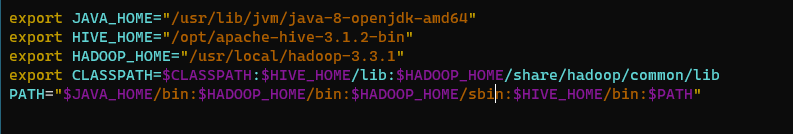 export JAVA_HOME="/usr/lib/jvm/java-8-openjdk-amd64"
export HIVE_HOME="/opt/apache-hive-3.1.2-bin"
export HADOOP_HOME="/usr/local/hadoop-3.3.1"
export CLASSPATH=$CLASSPATH:$HIVE_HOME/lib:$HADOOP_HOME/share/hadoop/common/lib
PATH="$JAVA_HOME/bin:$HADOOP_HOME/bin:$HADOOP_HOME/sbin:$HIVE_HOME/bin:$PATH"